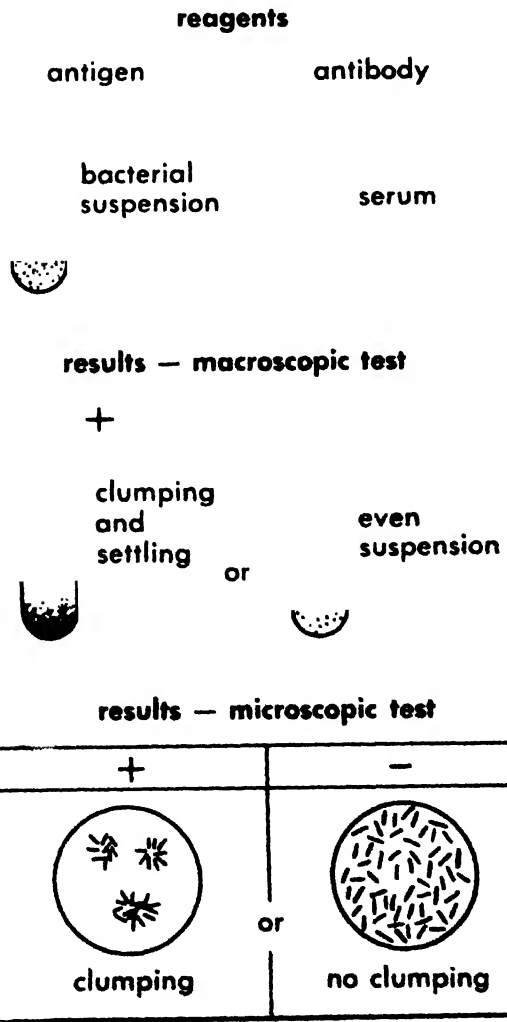 reagents
antigen antibody
bacterial
suspension
serum
results — macroscopic test
+
clumping
and
settling
or
even
suspension
results — microscopic test
+ −
or
clumping no clumping